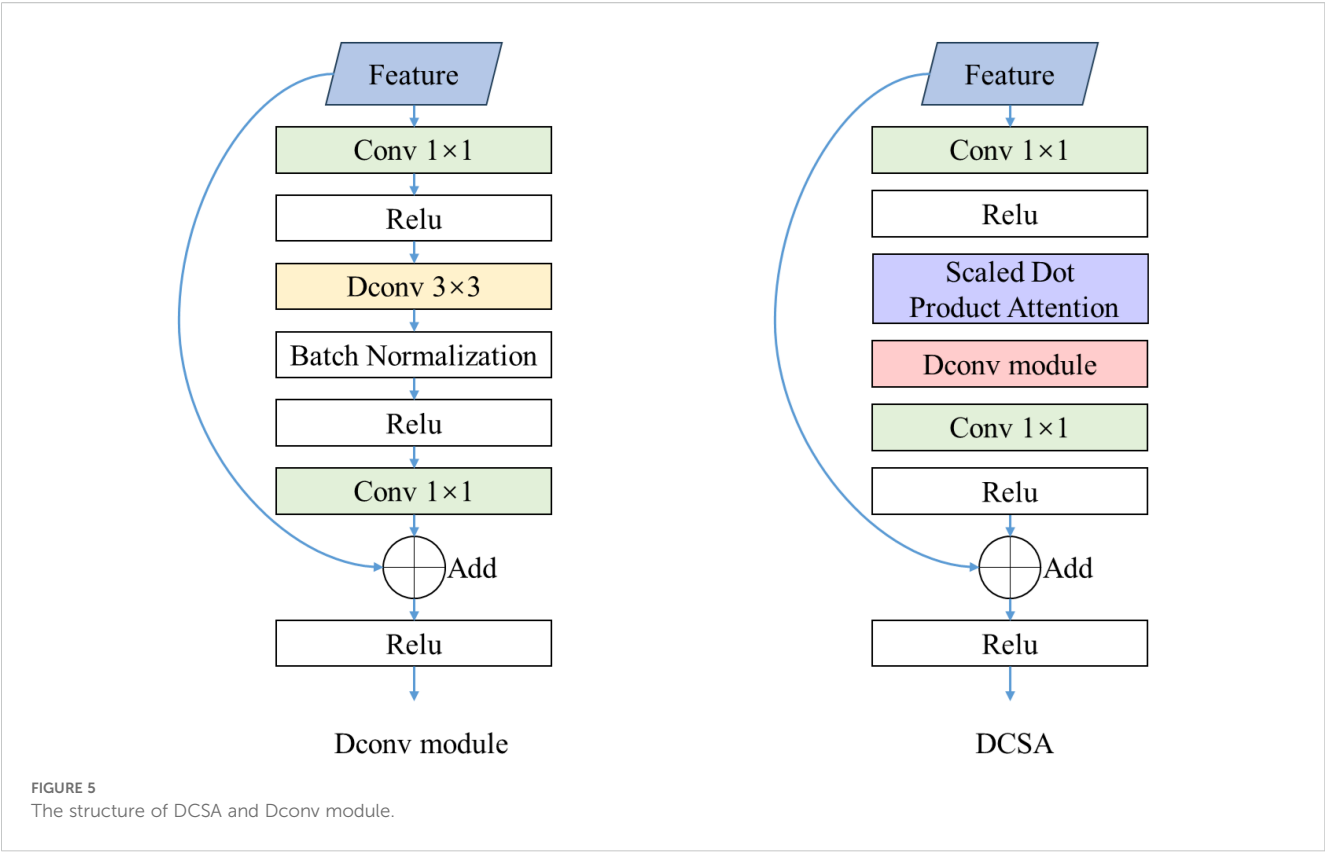 Feature
Conv 1×1
Relu
Dconv 3×3
Batch Normalization
Relu
Conv 1×1
Add
Relu
Dconv module
Feature
Conv 1×1
Relu
Scaled Dot
Product Attention
Dconv module
Conv 1×1
Relu
Add
Relu
DCSA
FIGURE 5
The structure of DCSA and Dconv module.